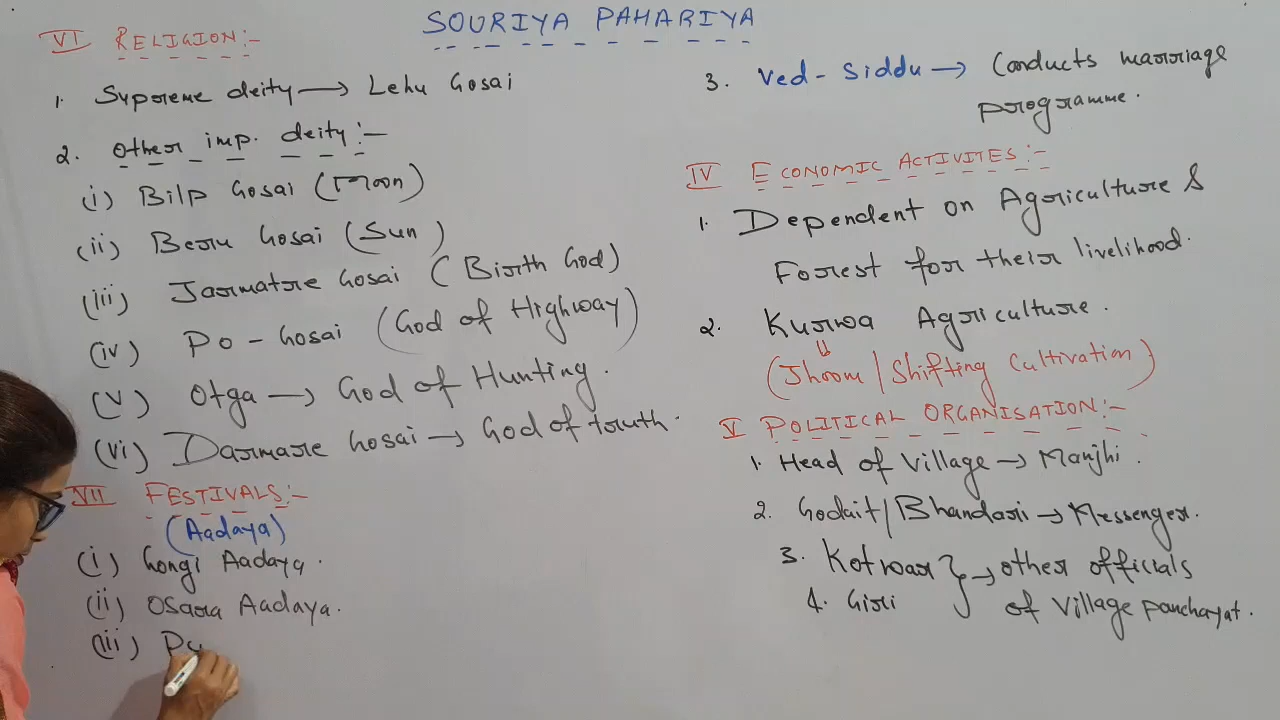 SOURIYA PAHARIYA
VI RELIGION:-
1. Supreme deity → Lehu Gosai
2. Other imp. deity:-
(i) Bilp Gosai (Moon)
(ii) Beru Gosai (Sun)
(iii) Jarmatre Gosai (Birth God)
(iv) Po - Gosai (God of Highway)
(v) Otga → God of Hunting.
(vi) Darmare Gosai → God of truth.
VII FESTIVALS:-
(Aadaya)
(i) Gongi Aadaya.
(ii) Osara Aadaya.
(iii) Pu
3. Ved - Siddu → Conducts marriage
programme.
IV ECONOMIC ACTIVITES:-
1. Dependent on Agriculture &
Forest for their livelihood.
2. Kurwa Agriculture.
(Jhoom / Shifting Cultivation)
V POLITICAL ORGANISATION:-
1. Head of Village → Manjhi.
2. Godait / Bhandari → Messenger.
3. Kotwar } → other officials
4. Giri of Village panchayat.